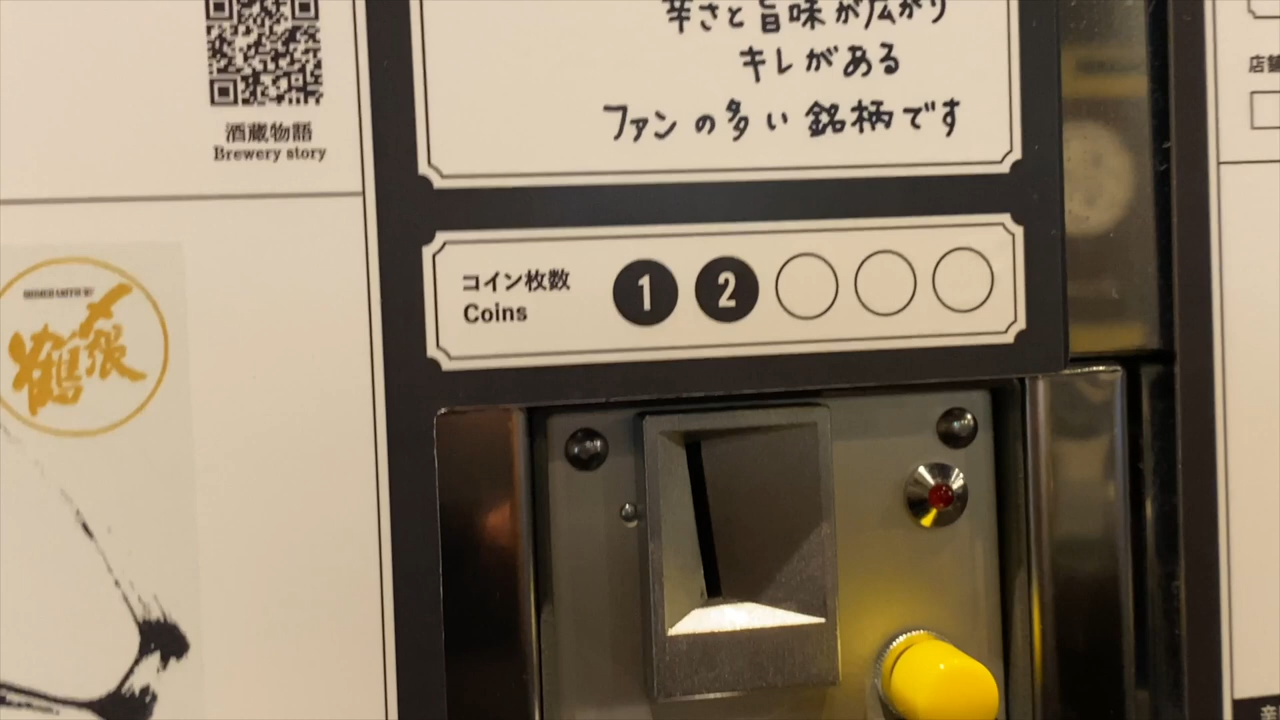 辛さと旨味が広がり
キレがある
ファンの多い銘柄です
酒蔵物語
Brewery story
コイン枚数
Coins
1 2
〆張鶴
店舗